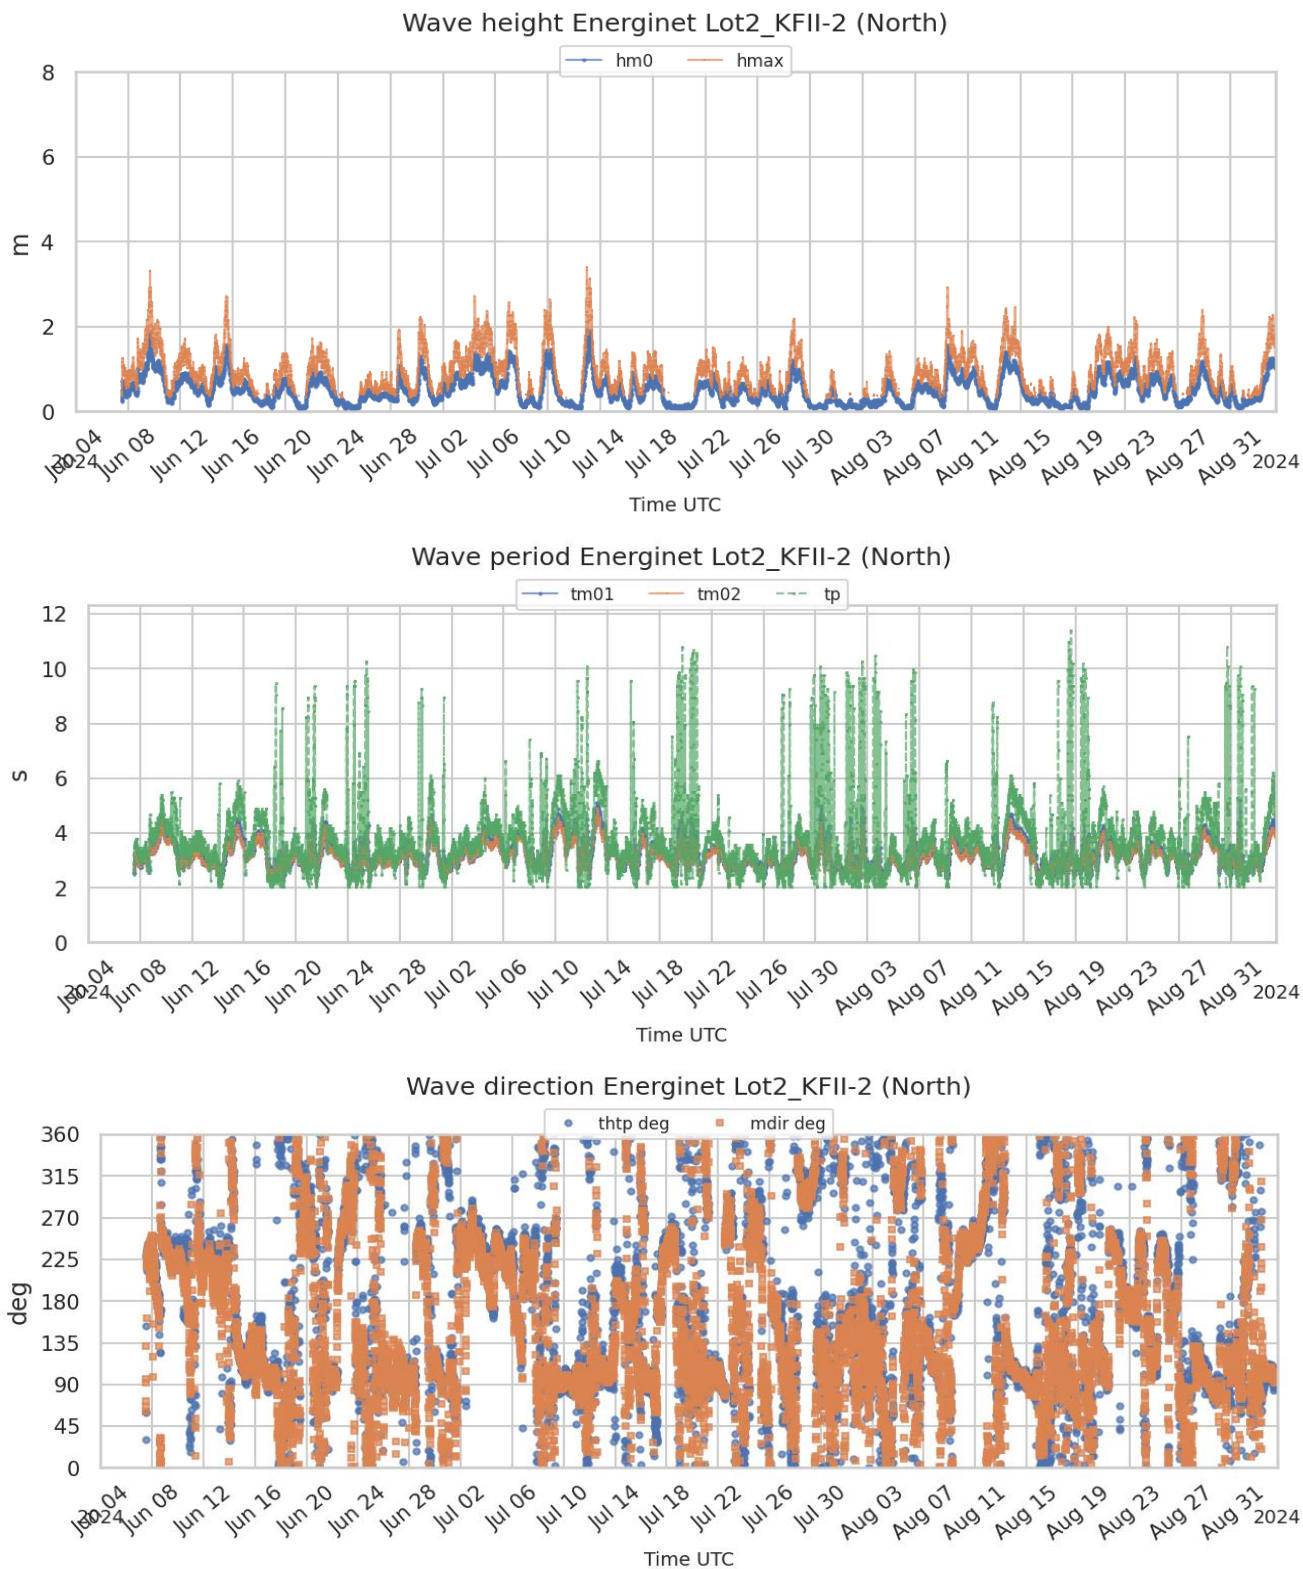 Wave height Energinet Lot2_KFII-2 (North)
hm0 hmax
8
6
4
2
0
m
Jun 04 Jun 08 Jun 12 Jun 16 Jun 20 Jun 24 Jun 28 Jul 02 Jul 06 Jul 10 Jul 14 Jul 18 Jul 22 Jul 26 Jul 30 Aug 03 Aug 07 Aug 11 Aug 15 Aug 19 Aug 23 Aug 27 Aug 31
2024 2024
Time UTC
Wave period Energinet Lot2_KFII-2 (North)
tm01 tm02 tp
12
10
8
6
4
2
0
s
Jun 04 Jun 08 Jun 12 Jun 16 Jun 20 Jun 24 Jun 28 Jul 02 Jul 06 Jul 10 Jul 14 Jul 18 Jul 22 Jul 26 Jul 30 Aug 03 Aug 07 Aug 11 Aug 15 Aug 19 Aug 23 Aug 27 Aug 31
2024 2024
Time UTC
Wave direction Energinet Lot2_KFII-2 (North)
thtp deg mdir deg
360
315
270
225
180
135
90
45
0
deg
Jun 04 Jun 08 Jun 12 Jun 16 Jun 20 Jun 24 Jun 28 Jul 02 Jul 06 Jul 10 Jul 14 Jul 18 Jul 22 Jul 26 Jul 30 Aug 03 Aug 07 Aug 11 Aug 15 Aug 19 Aug 23 Aug 27 Aug 31
2024 2024
Time UTC